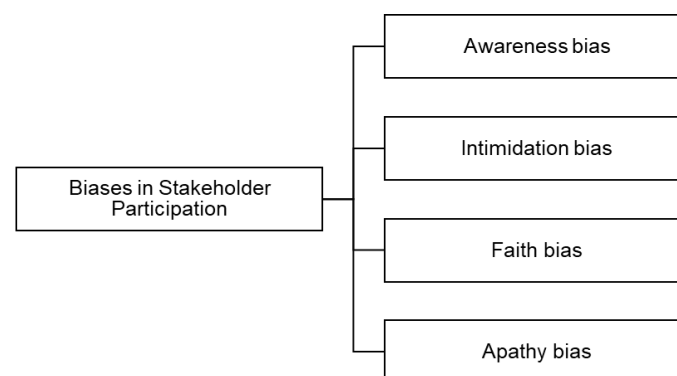 Awareness bias
Intimidation bias
Biases in Stakeholder
Participation
Faith bias
Apathy bias